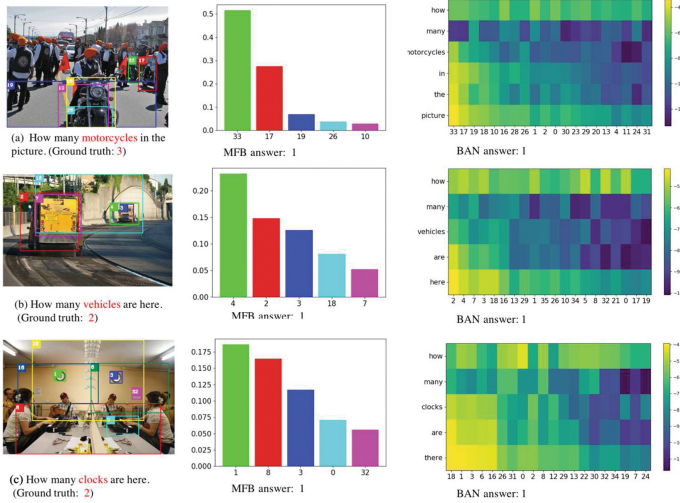 0.5
0.4
0.3
0.2
0.1
0.0
33 17 19 26 10
MFB answer: 1
how
many
motorcycles
in
the
picture
33 17 19 18 10 16 28 26 1 2 0 30 23 29 20 14 13 4 11 24 31
BAN answer: 1
(a) How many motorcycles in the
picture. (Ground truth: 3)
0.20
0.15
0.10
0.05
0.00
4 2 3 18 7
MFB answer: 1
how
many
vehicles
are
here
2 4 7 3 18 16 13 29 1 35 26 10 30 34 5 8 32 21 0 17 19
BAN answer: 1
(b) How many vehicles are here.
(Ground truth: 2)
0.175
0.150
0.125
0.100
0.075
0.050
0.025
0.000
1 8 3 0 32
MFB answer: 1
how
many
clocks
are
there
18 1 3 6 16 26 31 0 2 8 12 29 14 13 22 20 30 32 34 19 7 24
BAN answer: 1
(c) How many clocks are here.
(Ground truth: 2)